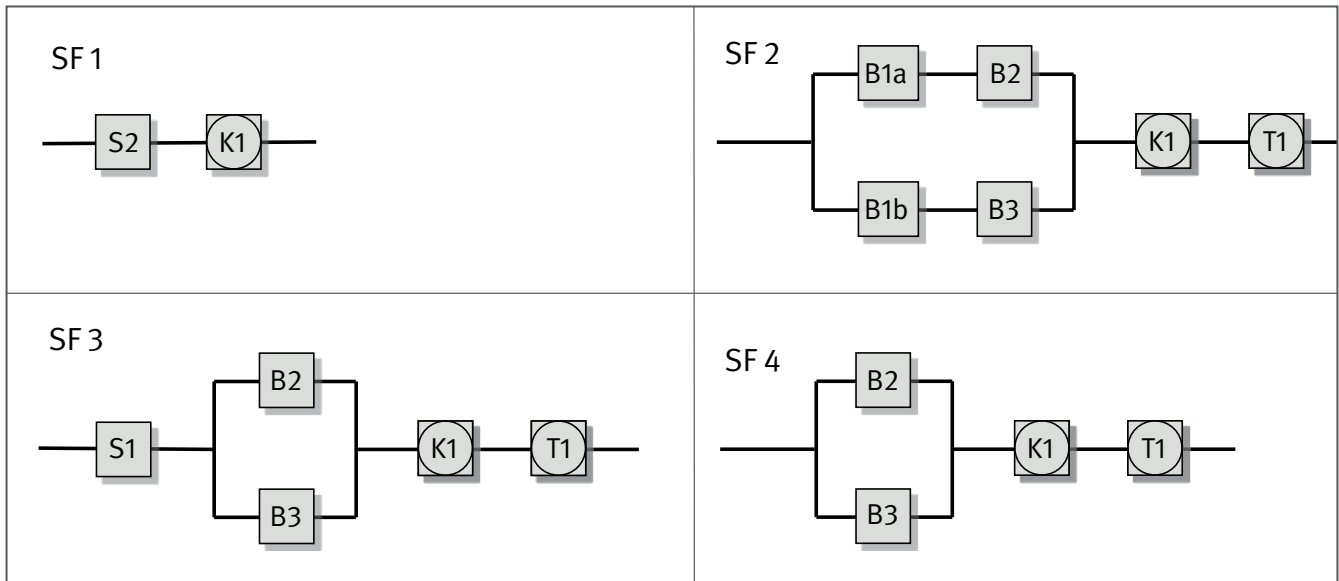 SF 1
S2 K1
SF 2
B1a B2
K1 T1
B1b B3
SF 3
B2
S1 K1 T1
B3
SF 4
B2
K1 T1
B3